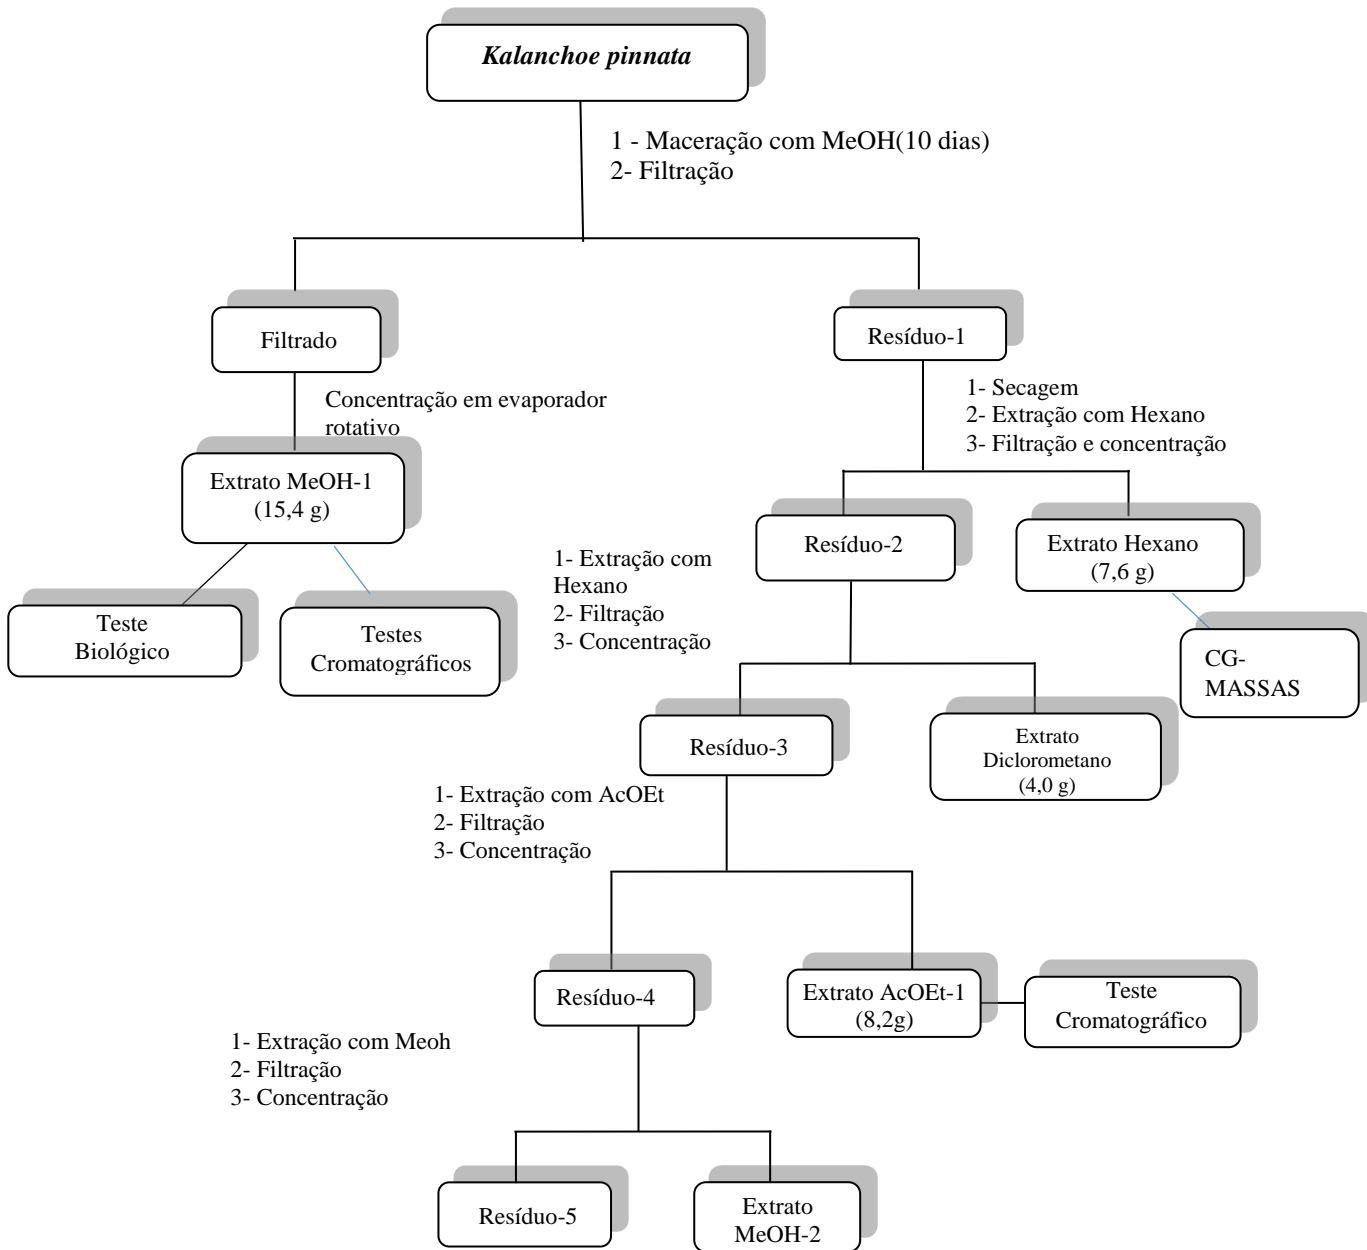 Kalanchoe pinnata
1 - Maceração com MeOH(10 dias)
2- Filtração
Filtrado
Resíduo-1
Concentração em evaporador
rotativo
1- Secagem
2- Extração com Hexano
3- Filtração e concentração
Extrato MeOH-1
(15,4 g)
Resíduo-2
Extrato Hexano
(7,6 g)
1- Extração com
Hexano
2- Filtração
3- Concentração
Teste
Biológico
Testes
Cromatográficos
CG-
MASSAS
Resíduo-3
Extrato
Diclorometano
(4,0 g)
1- Extração com AcOEt
2- Filtração
3- Concentração
Resíduo-4
Extrato AcOEt-1
(8,2g)
Teste
Cromatográfico
1- Extração com Meoh
2- Filtração
3- Concentração
Resíduo-5
Extrato
MeOH-2